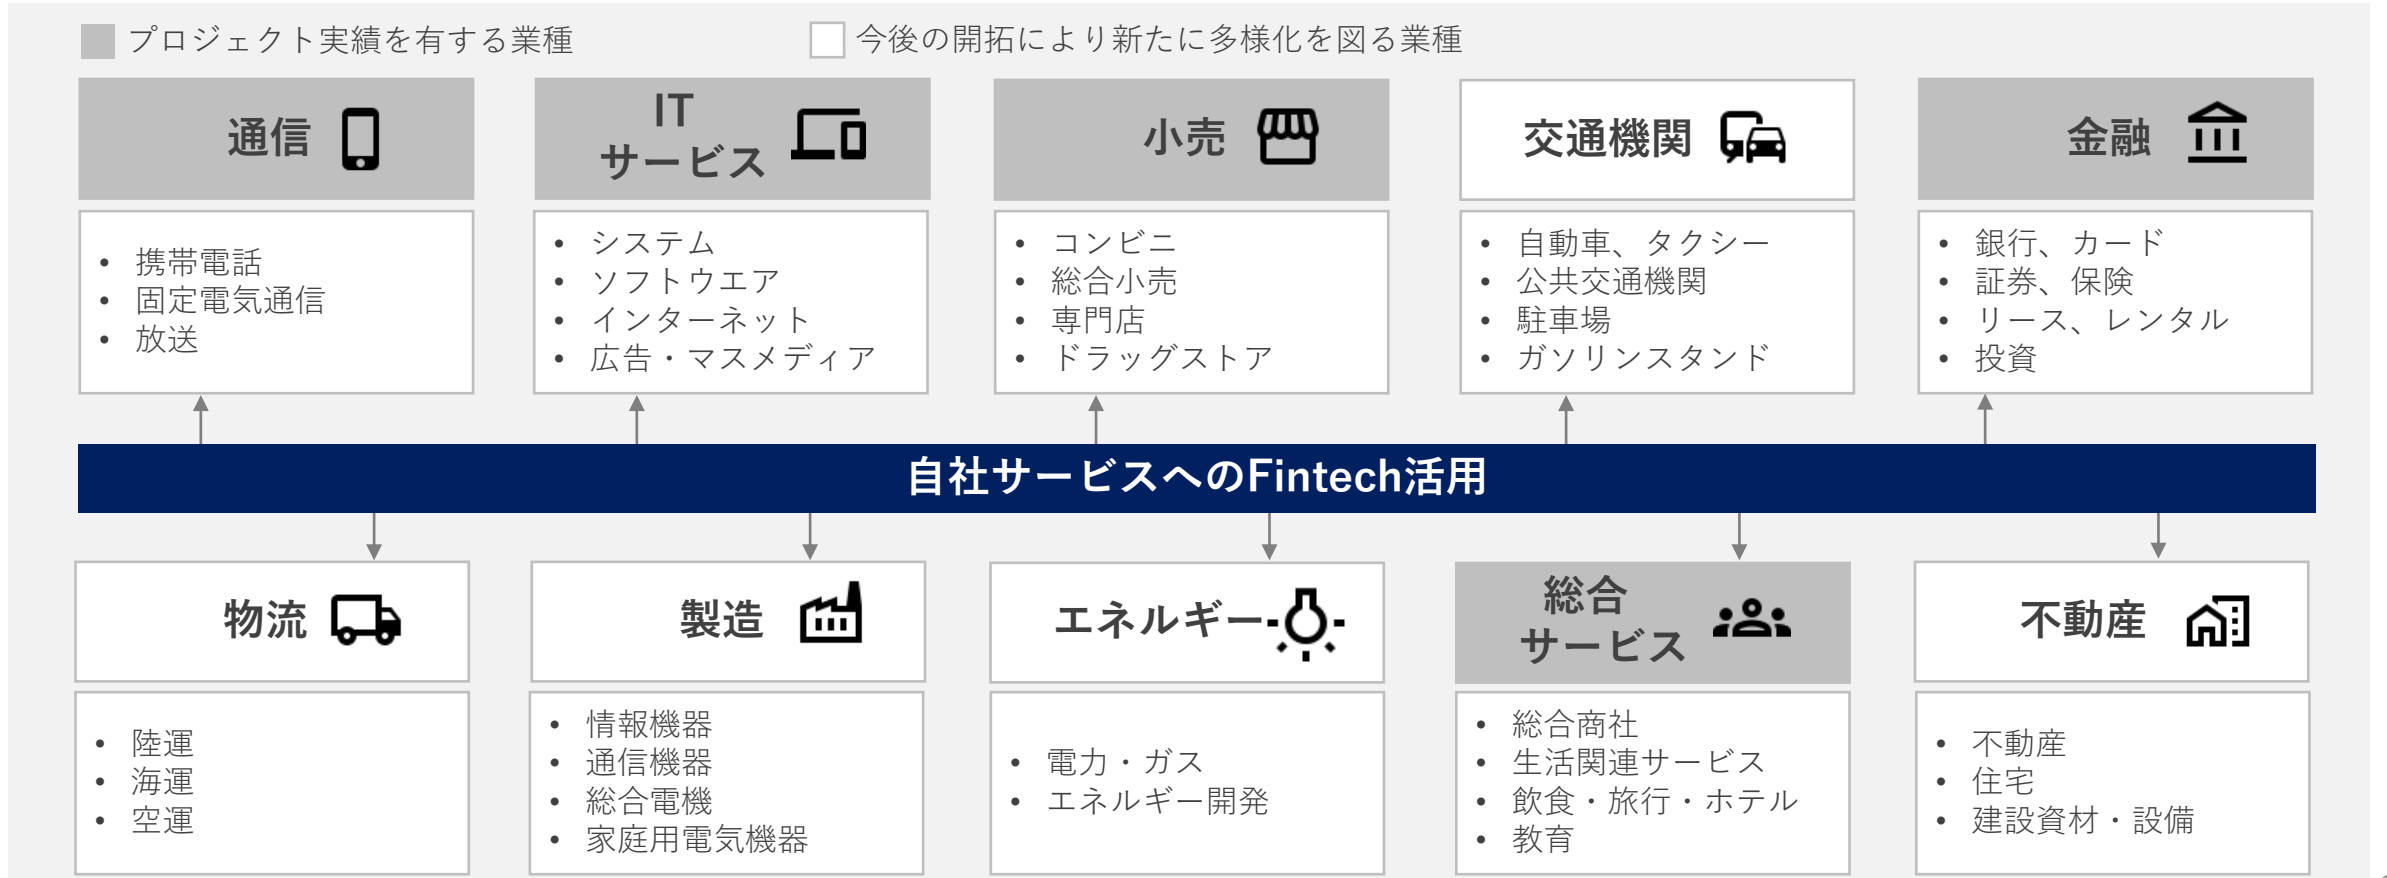 プロジェクト実績を有する業種
今後の開拓により新たに多様化を図る業種
通信
• 携帯電話
• 固定電気通信
• 放送
IT
サービス
• システム
• ソフトウエア
• インターネット
• 広告・マスメディア
小売
• コンビニ
• 総合小売
• 専門店
• ドラッグストア
交通機関
• 自動車、タクシー
• 公共交通機関
• 駐車場
• ガソリンスタンド
金融
• 銀行、カード
• 証券、保険
• リース、レンタル
• 投資
自社サービスへのFintech活用
物流
• 陸運
• 海運
• 空運
製造
• 情報機器
• 通信機器
• 総合電機
• 家庭用電気機器
エネルギー
• 電力・ガス
• エネルギー開発
総合
サービス
• 総合商社
• 生活関連サービス
• 飲食・旅行・ホテル
• 教育
不動産
• 不動産
• 住宅
• 建設資材・設備